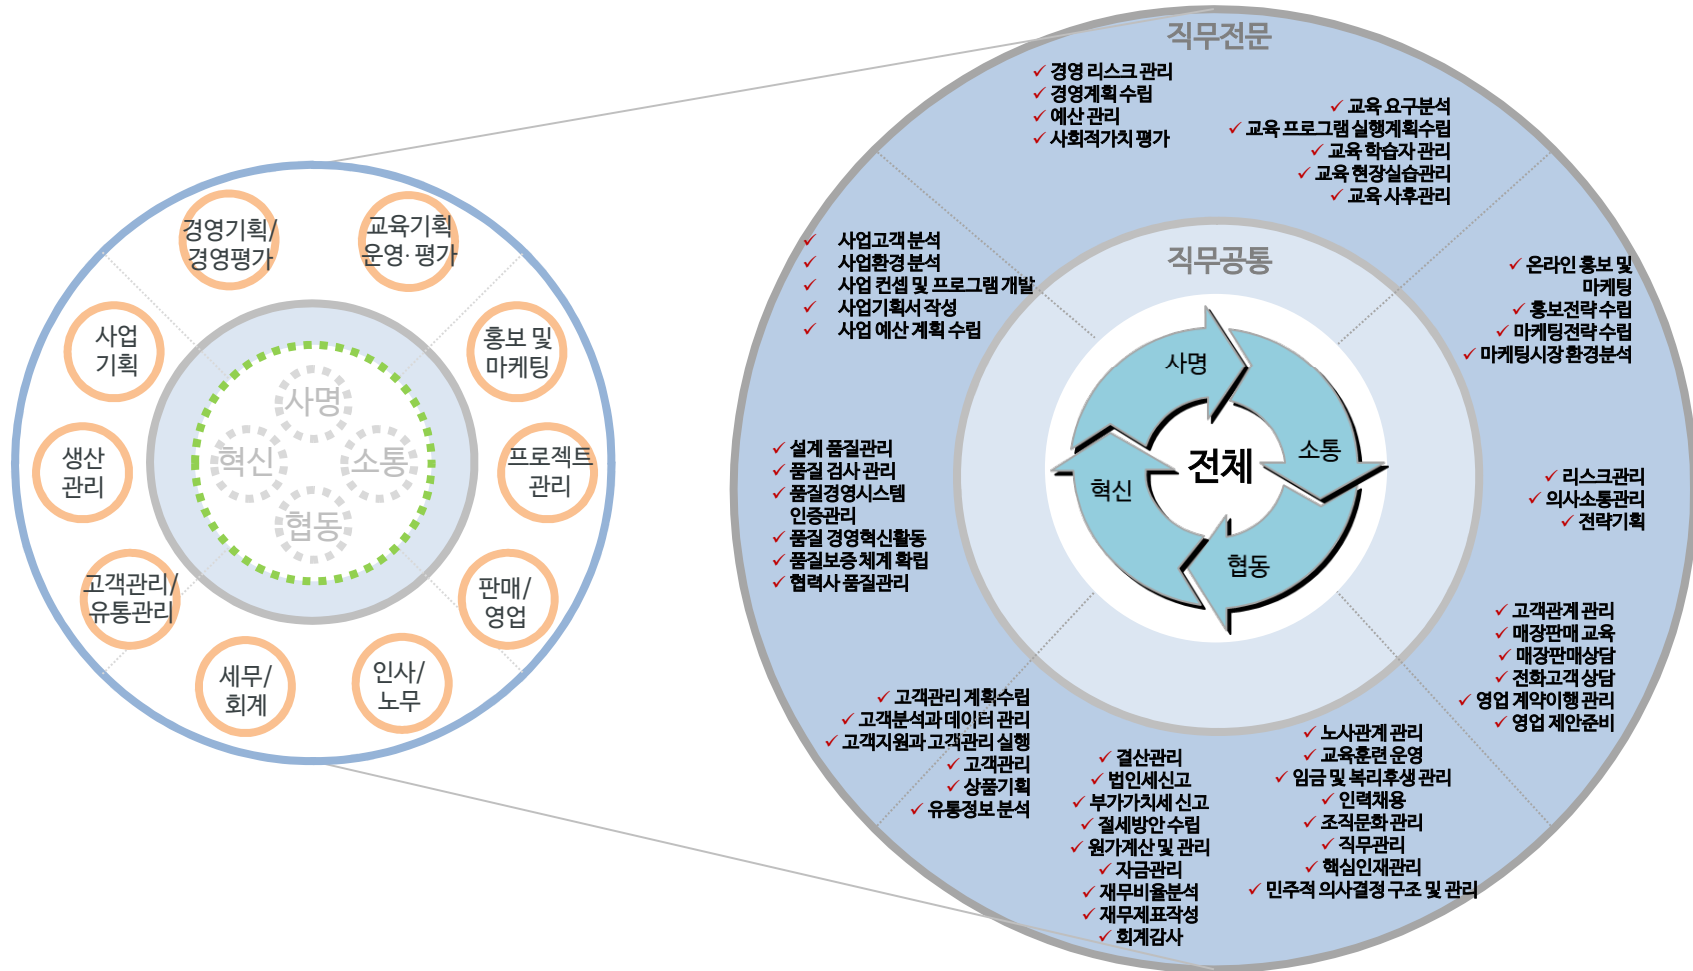 경영기획/
경영평가
교육기획
운영·평가
사업
기획
홍보 및
마케팅
생산
관리
프로젝트
관리
고객관리/
유통관리
판매/
영업
세무/
회계
인사/
노무
사명
혁신
소통
협동
직무전문
경영 리스크 관리
경영계획 수립
예산 관리
사회적가치 평가
교육 요구분석
교육 프로그램 실행계획수립
교육 학습자 관리
교육 현장실습관리
교육 사후관리
사업고객 분석
사업환경 분석
사업 컨셉 및 프로그램 개발
사업기획서 작성
사업 예산 계획 수립
온라인 홍보 및
마케팅
홍보전략 수립
마케팅전략 수립
마케팅시장 환경분석
설계 품질관리
품질 검사 관리
품질경영시스템
인증관리
품질 경영혁신활동
품질보증 체계 확립
협력사 품질관리
리스크관리
의사소통관리
전략기획
고객관리 계획수립
고객분석과 데이터 관리
고객지원과 고객관리 실행
고객관리
상품기획
유통정보 분석
고객관계 관리
매장판매 교육
매장판매상담
전화고객 상담
영업 계약이행 관리
영업 제안준비
결산관리
법인세신고
부가가치세 신고
절세방안 수립
원가계산 및 관리
자금관리
재무비율분석
재무제표작성
회계감사
노사관계 관리
교육훈련 운영
임금 및 복리후생 관리
인력채용
조직문화 관리
직무관리
핵심인재관리
민주적 의사결정 구조 및 관리
직무공통
사명
소통
전체
혁신
협동